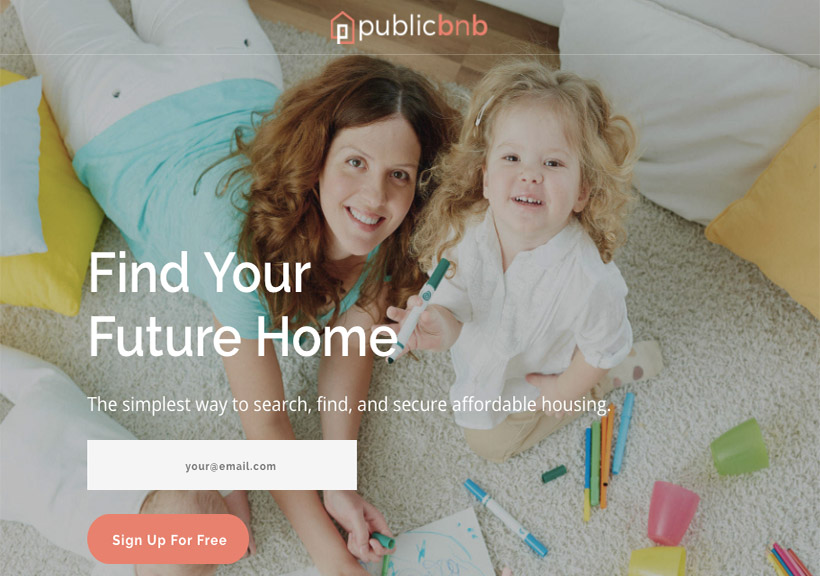 publicbnb
Find Your
Future Home
The simplest way to search, find, and secure affordable housing.
your@email.com
Sign Up For Free